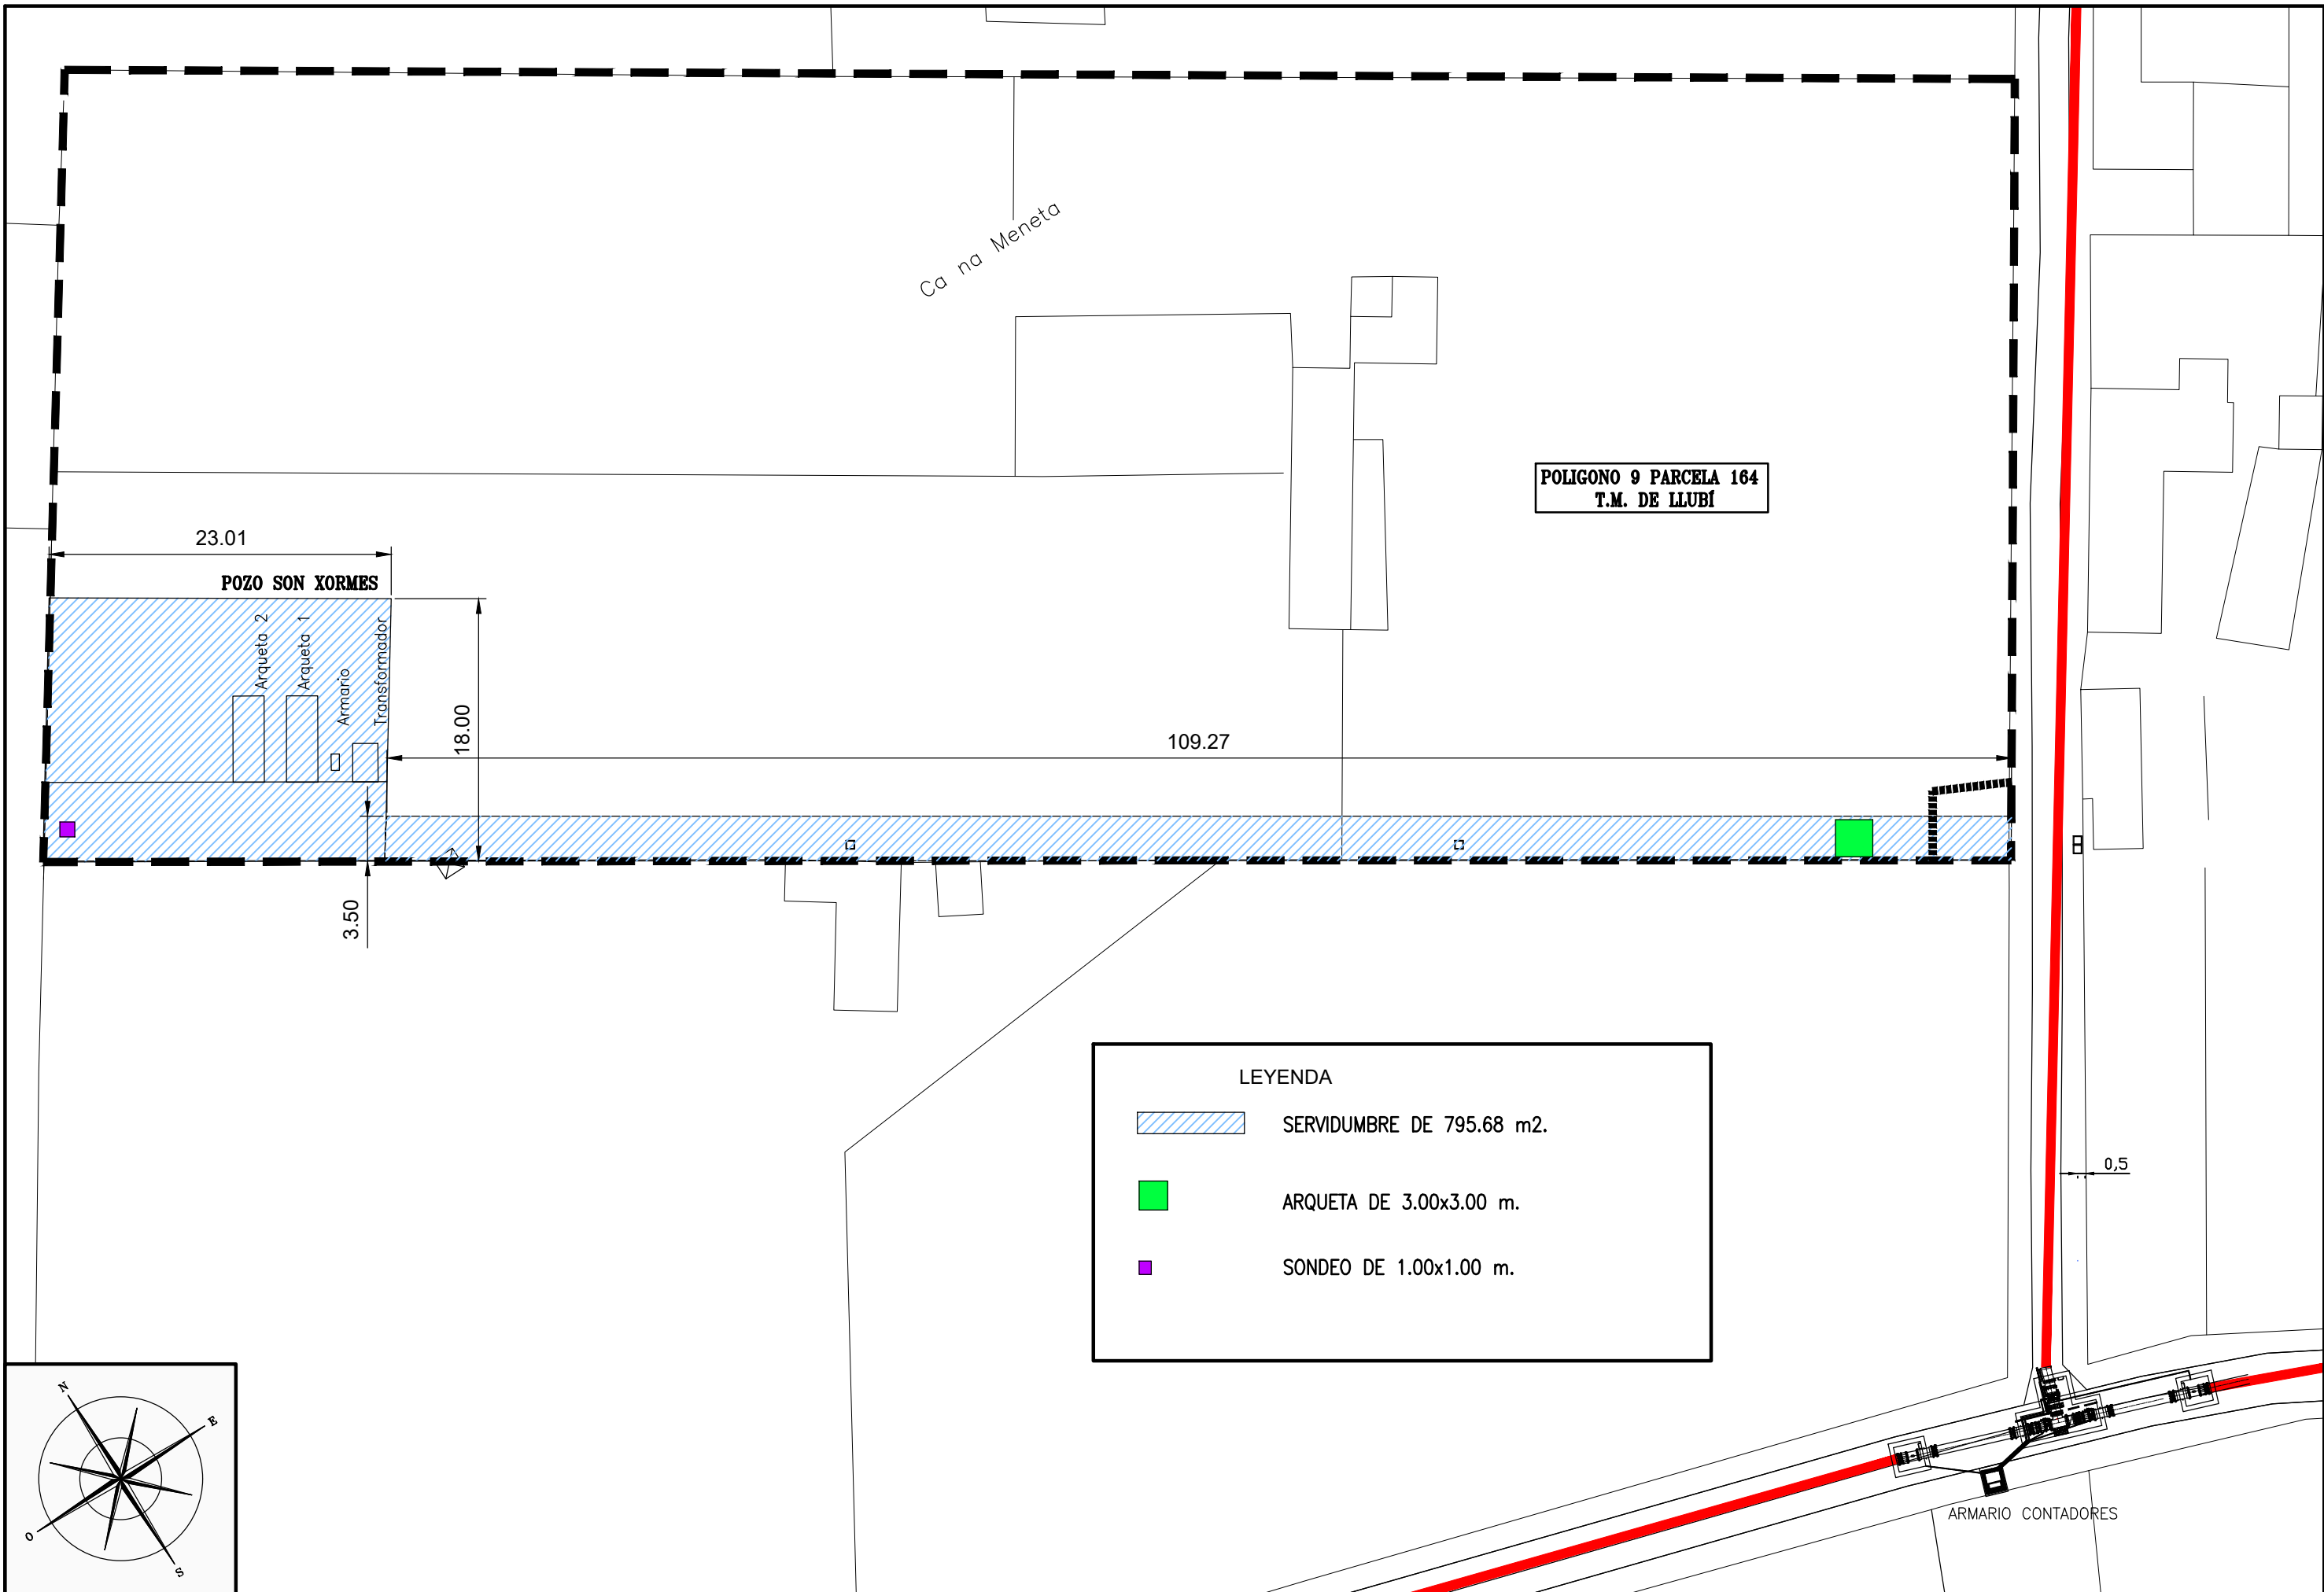 Ca na Meneta
POLIGONO 9 PARCELA 164
T.M. DE LLUBÍ
23.01
POZO SON XORMES
Arqueta 2
Arqueta 1
Armario
Transformador
18.00
109.27
3.50
LEYENDA
SERVIDUMBRE DE 795.68 m2.
ARQUETA DE 3.00x3.00 m.
SONDEO DE 1.00x1.00 m.
0,5
N
E
O
S
ARMARIO CONTADORES